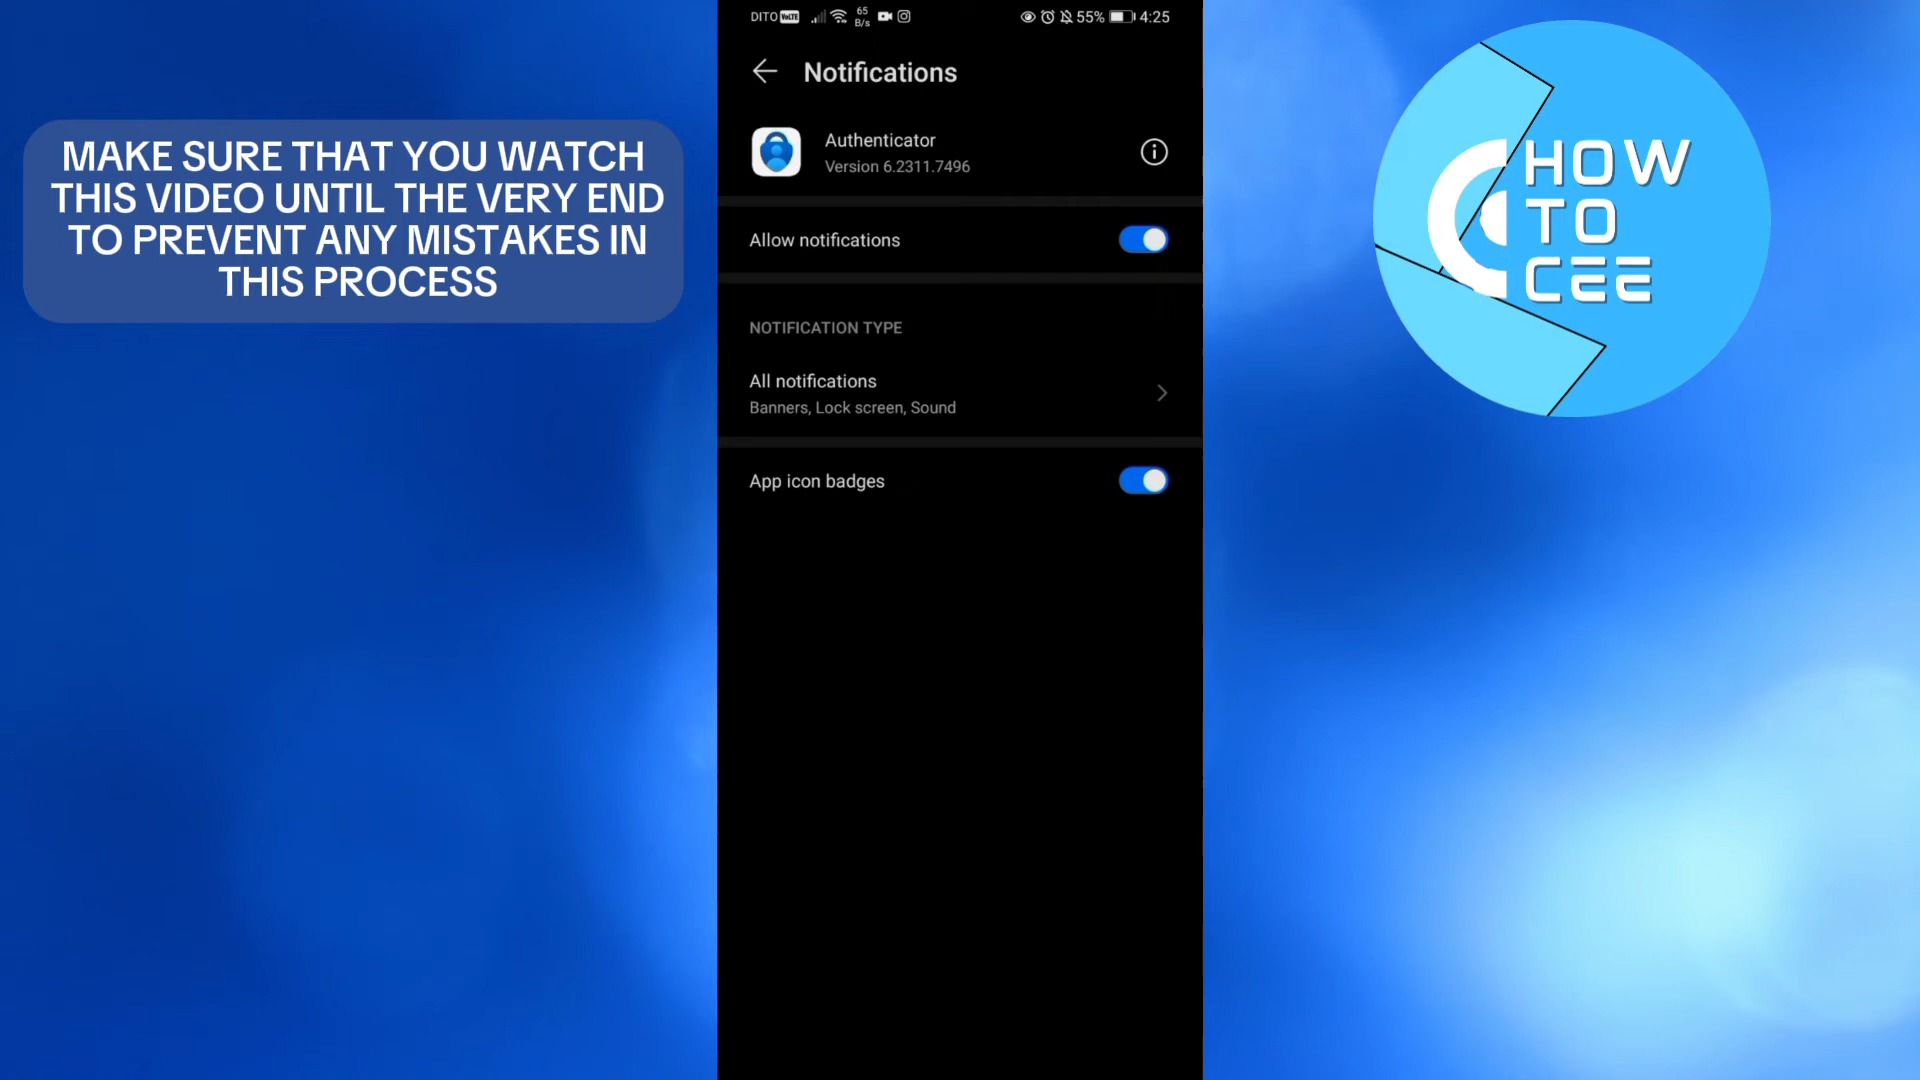 MAKE SURE THAT YOU WATCH
THIS VIDEO UNTIL THE VERY END
TO PREVENT ANY MISTAKES IN
THIS PROCESS
DITO VoLTE 65 B/s 55% 4:25
Notifications
Authenticator
Version 6.2311.7496
Allow notifications
NOTIFICATION TYPE
All notifications
Banners, Lock screen, Sound
App icon badges
HOW
TO
CEE